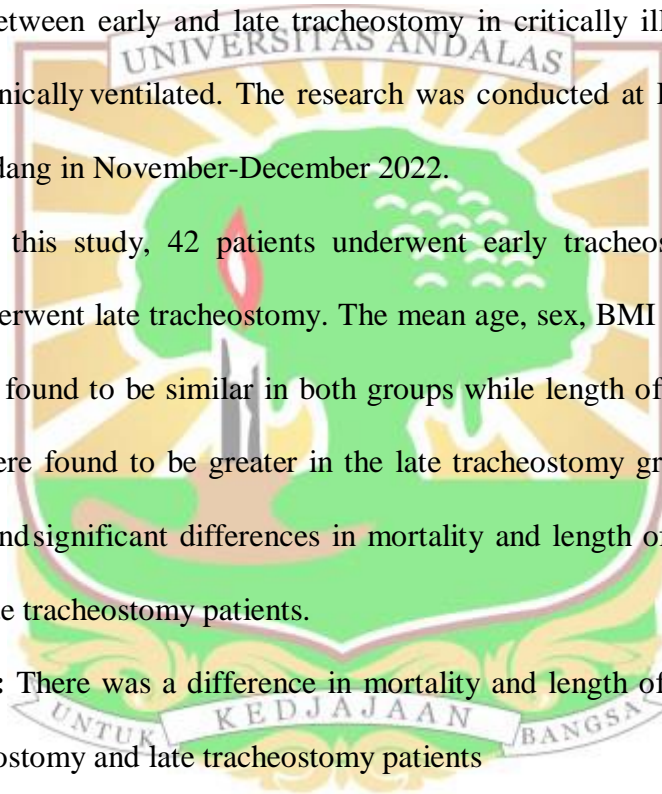 etween early and late tracheostomy in critically il
UNIVERSITAS ANDALAS
nically ventilated. The research was conducted at
dang in November-December 2022.
this study, 42 patients underwent early tracheos
erwent late tracheostomy. The mean age, sex, BMI
found to be similar in both groups while length of
ere found to be greater in the late tracheostomy gr
nd significant differences in mortality and length of
e tracheostomy patients.
: There was a difference in mortality and length of
UNTUK KEDJAJAAN BANGSA
ostomy and late tracheostomy patients